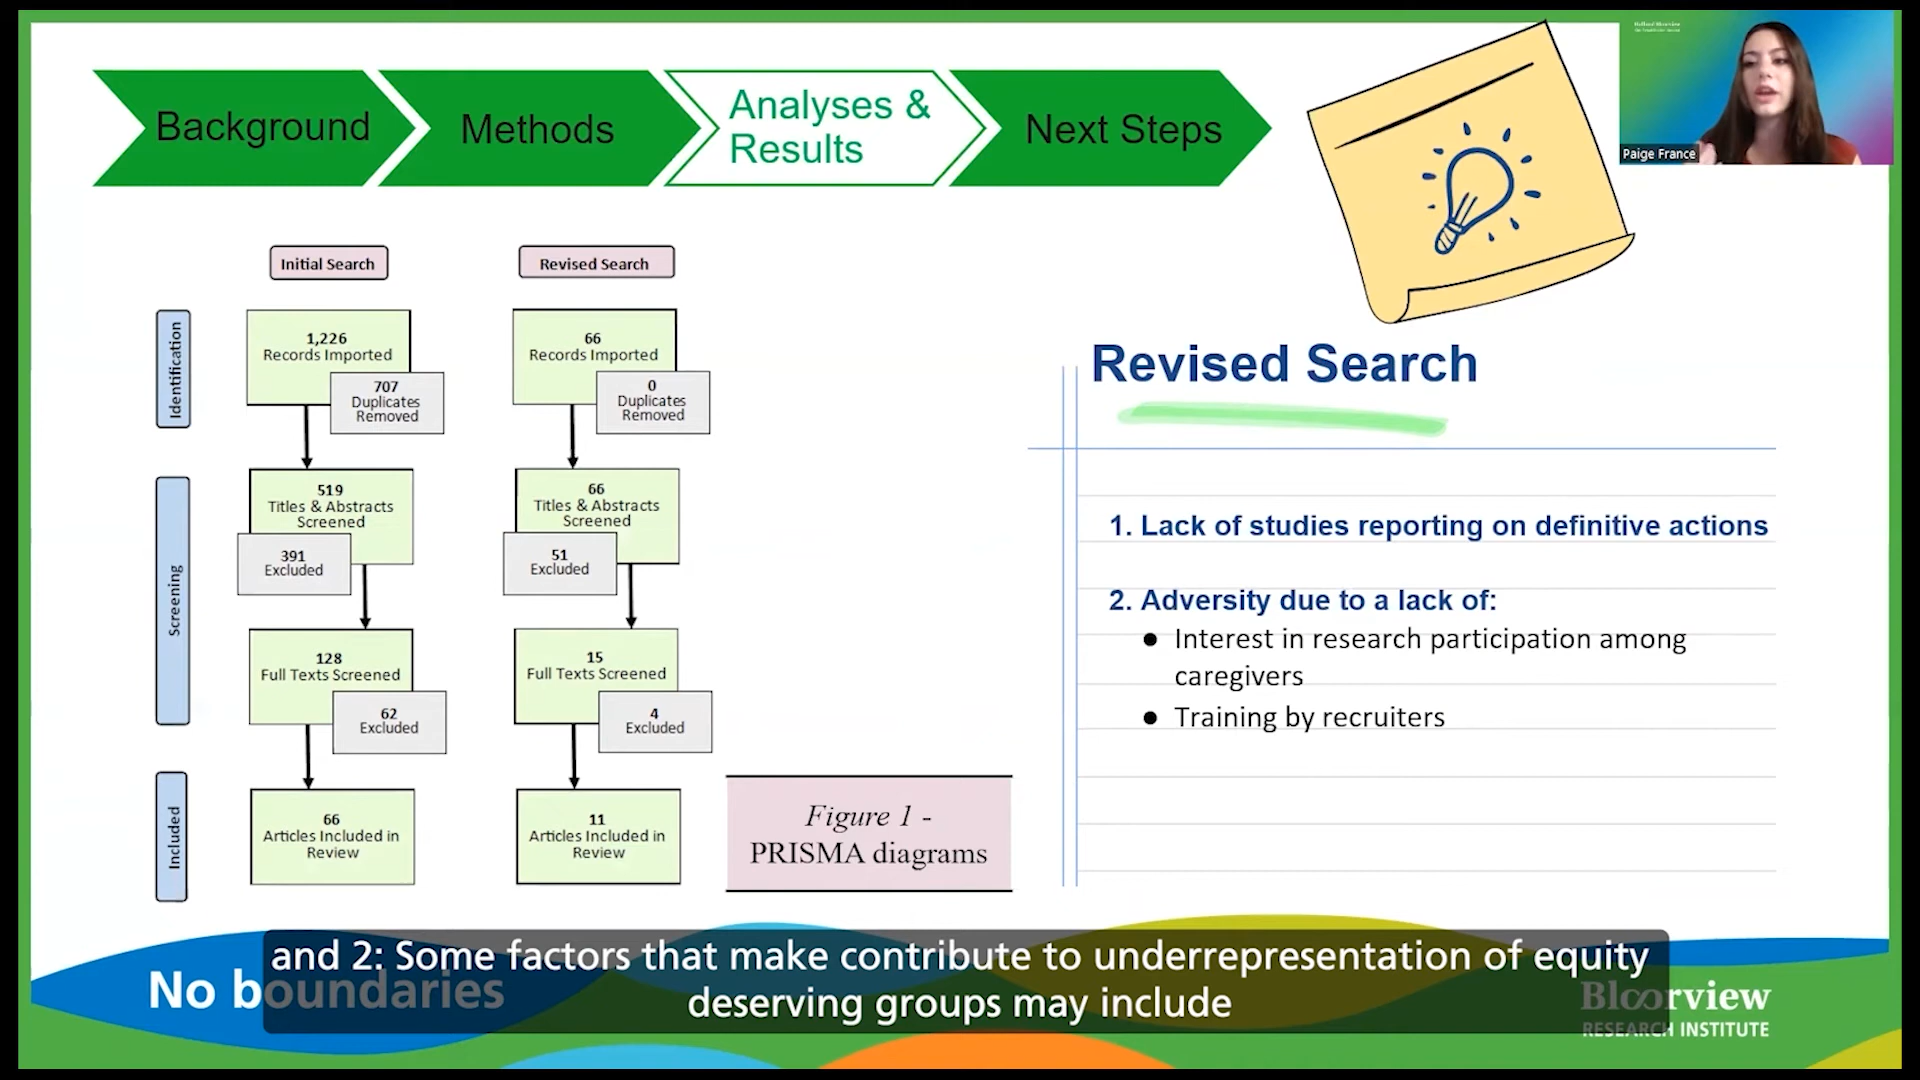 Background
Methods
Analyses &
Results
Next Steps
Paige France
Initial Search
Revised Search
Identification
1,226
Records Imported
707
Duplicates
Removed
66
Records Imported
0
Duplicates
Removed
Screening
519
Titles & Abstracts
Screened
391
Excluded
66
Titles & Abstracts
Screened
51
Excluded
128
Full Texts Screened
62
Excluded
15
Full Texts Screened
4
Excluded
Included
66
Articles Included in
Review
11
Articles Included in
Review
Figure 1 -
PRISMA diagrams
Revised Search
1. Lack of studies reporting on definitive actions
2. Adversity due to a lack of:
● Interest in research participation among
caregivers
● Training by recruiters
and 2: Some factors that make contribute to underrepresentation of equity
deserving groups may include
No boundaries
Bloorview
RESEARCH INSTITUTE